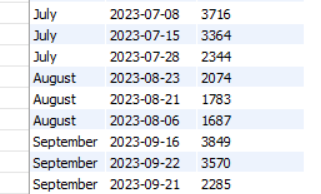 July 2023-07-08 3716
July 2023-07-15 3364
July 2023-07-28 2344
August 2023-08-23 2074
August 2023-08-21 1783
August 2023-08-06 1687
September 2023-09-16 3849
September 2023-09-22 3570
September 2023-09-21 2285